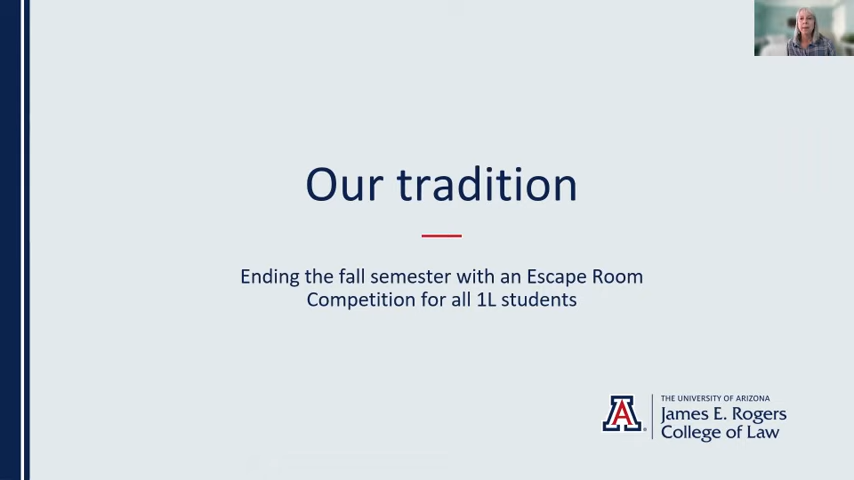 Our tradition
Ending the fall semester with an Escape Room
Competition for all 1L students
A
THE UNIVERSITY OF ARIZONA
James E. Rogers
College of Law